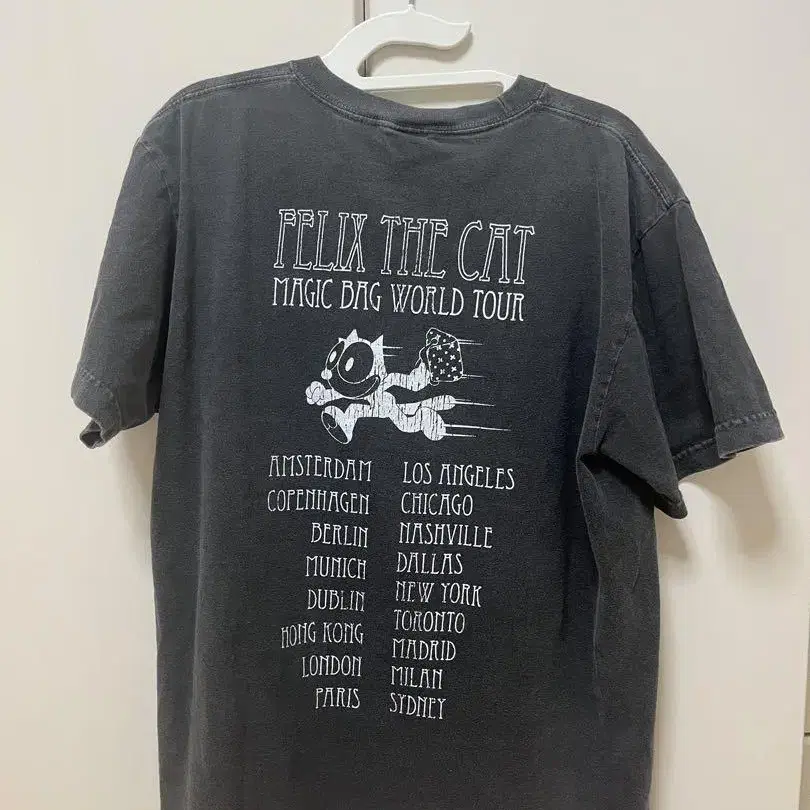 FELIX THE CAT
MAGIC BAG WORLD TOUR
AMSTERDAM
COPENHAGEN
BERLIN
MUNICH
DUBLIN
HONG KONG
LONDON
PARIS
LOS ANGELES
CHICAGO
NASHVILLE
DALLAS
NEW YORK
TORONTO
MADRID
MILAN
SYDNEY